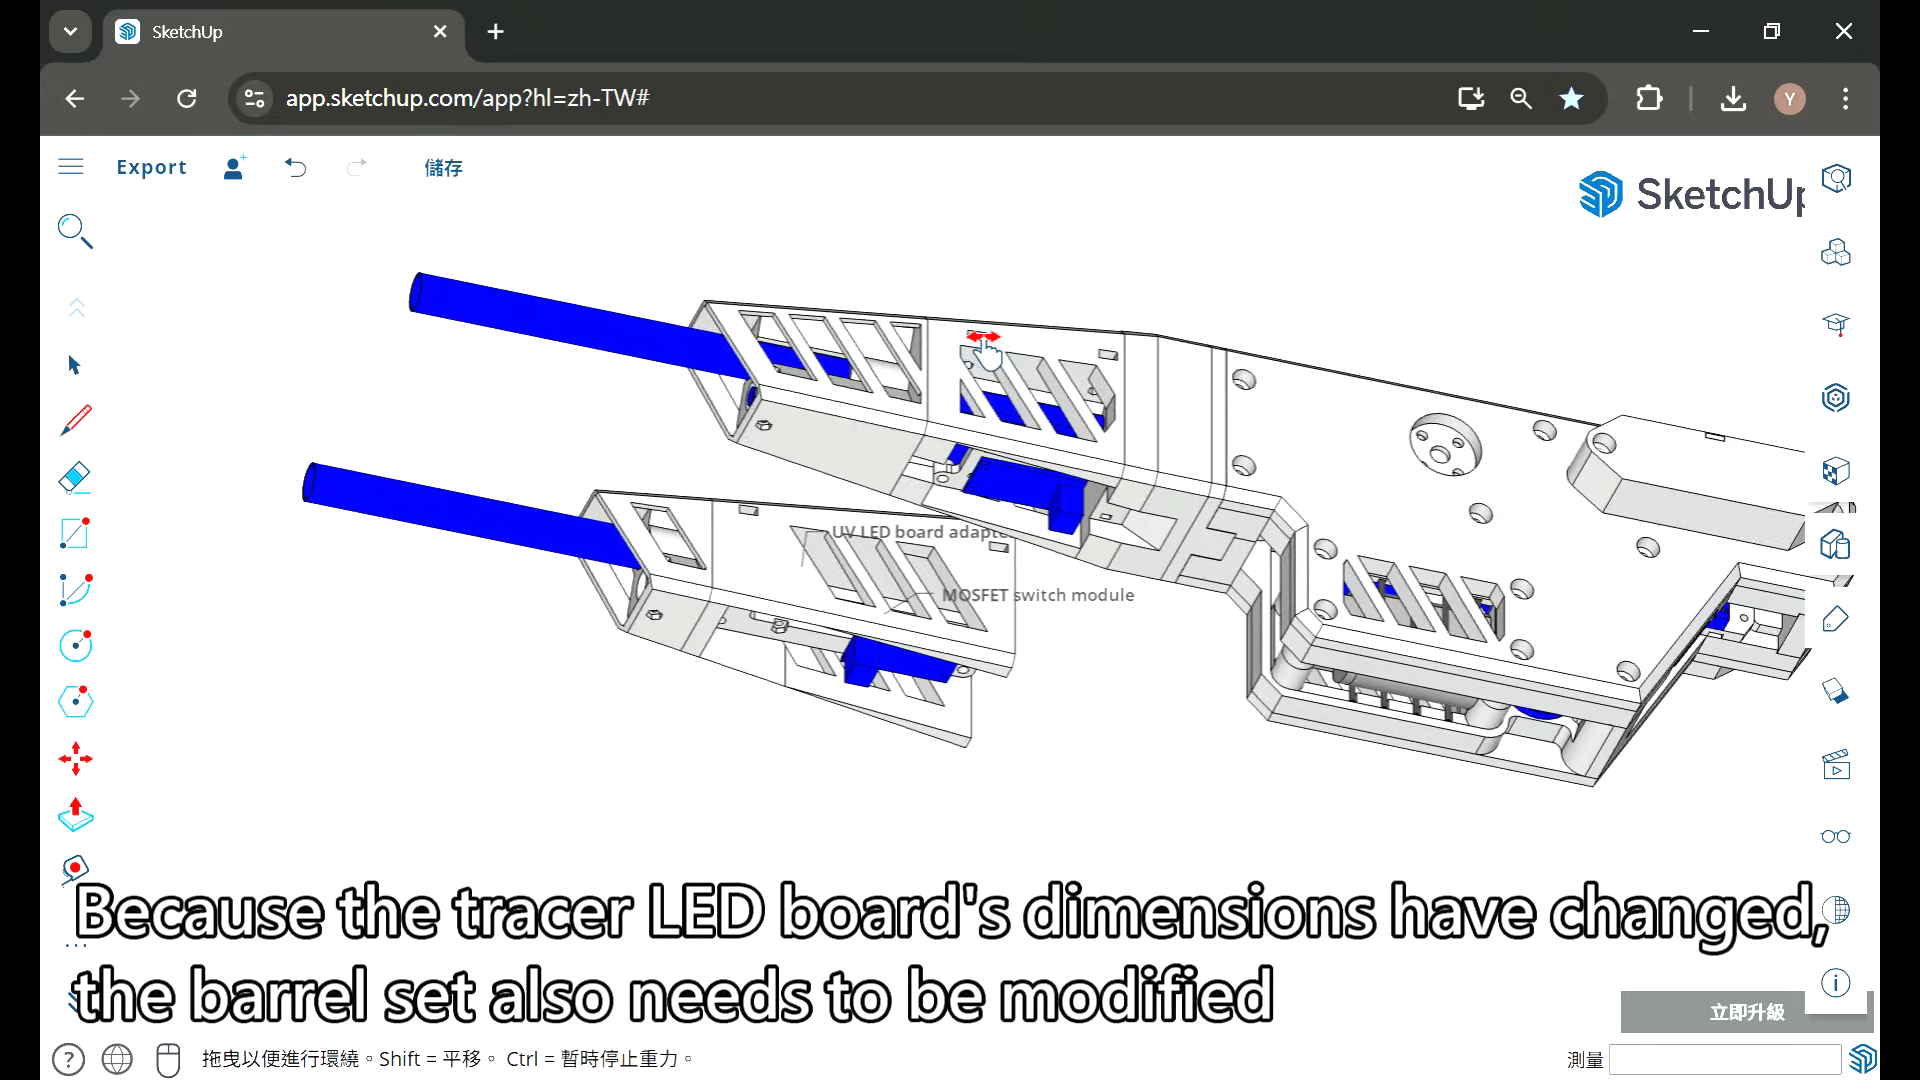 SketchUp
app.sketchup.com/app?hl=zh-TW#
Y
Export
儲存
SketchUp
UV LED board adapte
MOSFET switch module
Because the tracer LED board's dimensions have changed,
the barrel set also needs to be modified
立即升級
拖曳以便進行環繞。Shift = 平移。 Ctrl = 暫時停止重力。
測量